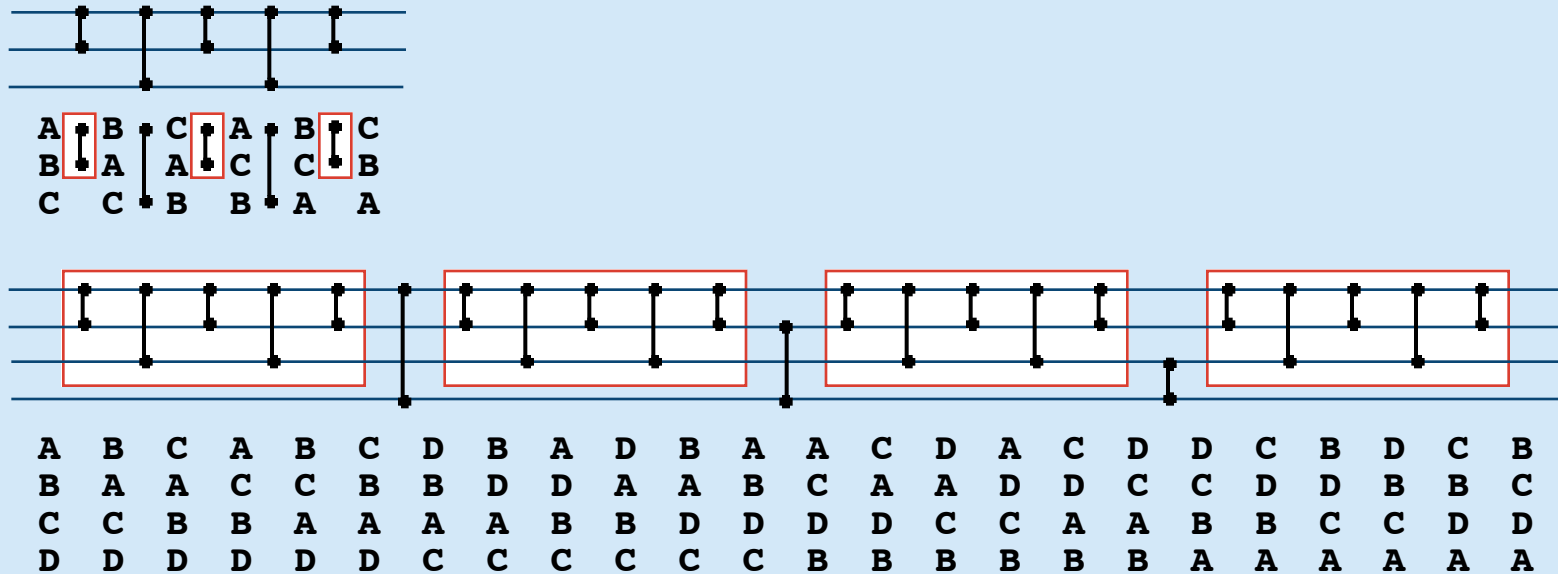 A B C A B C
B A A C C B
C C B B A A
A B C A B C D B A D B A A C D A C D D C B D C B
B A A C C B B D D A A B C A A D D C C D D B B C
C C B B A A A A B B D D D D C C A A B B C C D D
D D D D D D C C C C C C B B B B B B A A A A A A